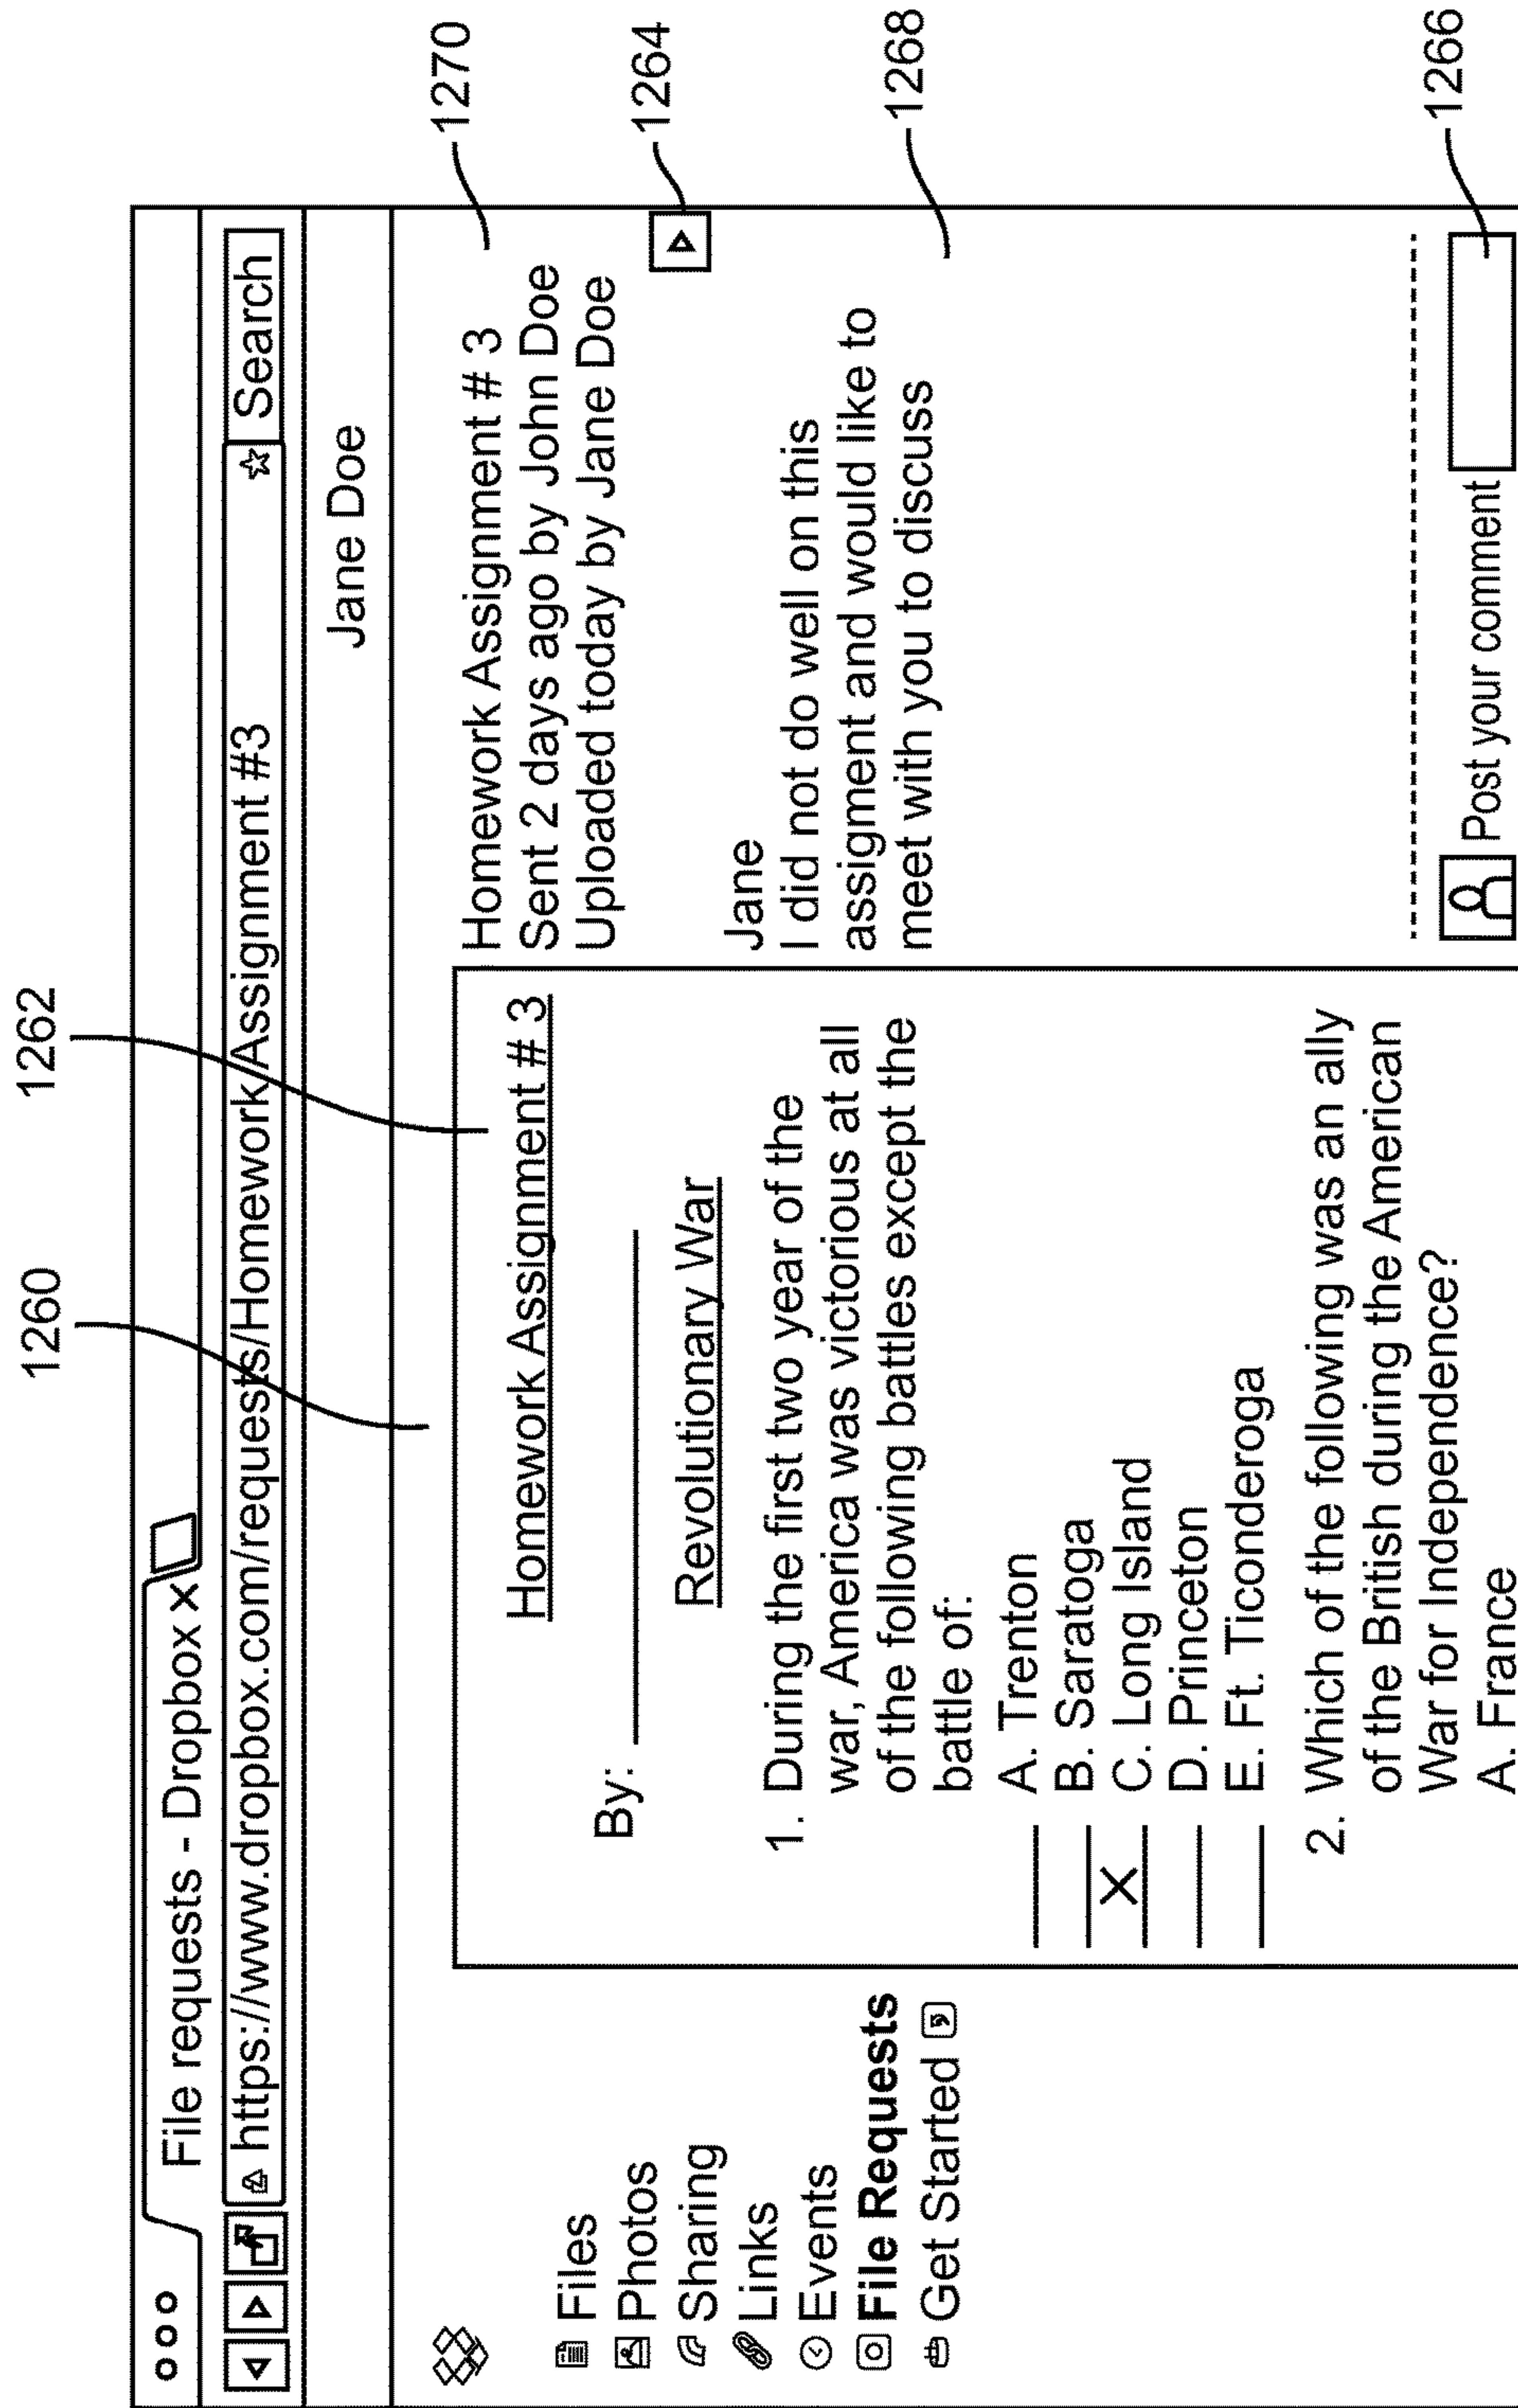 1260
1262
File requests - Dropbox X
https://www.dropbox.com/requests/Homework/Assignment #3
Search
Jane Doe
Files
Photos
Sharing
Links
Events
File Requests
Get Started
Homework Assignment # 3
By:
Revolutionary War
1. During the first two year of the
war, America was victorious at all
of the following battles except the
battle of:
A. Trenton
B. Saratoga
X C. Long Island
D. Princeton
E. Ft. Ticonderoga
2. Which of the following was an ally
of the British during the American
War for Independence?
A. France
Homework Assignment # 3
Sent 2 days ago by John Doe
Uploaded today by Jane Doe
Jane
I did not do well on this
assigment and would like to
meet with you to discuss
Post your comment
1270
1264
1268
1266